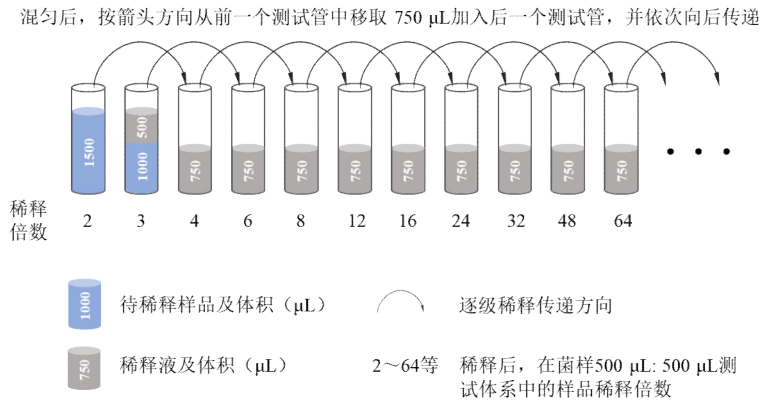 混匀后，按箭头方向从前一个测试管中移取 750 μL加入后一个测试管，并依次向后传递
1500 1000 500 750 750 750 750 750 750 750 750 750
稀释倍数 2 3 4 6 8 12 16 24 32 48 64
1000 待稀释样品及体积（μL） 逐级稀释传递方向
750 稀释液及体积（μL） 2～64等 稀释后，在菌样500 μL: 500 μL测
试体系中的样品稀释倍数